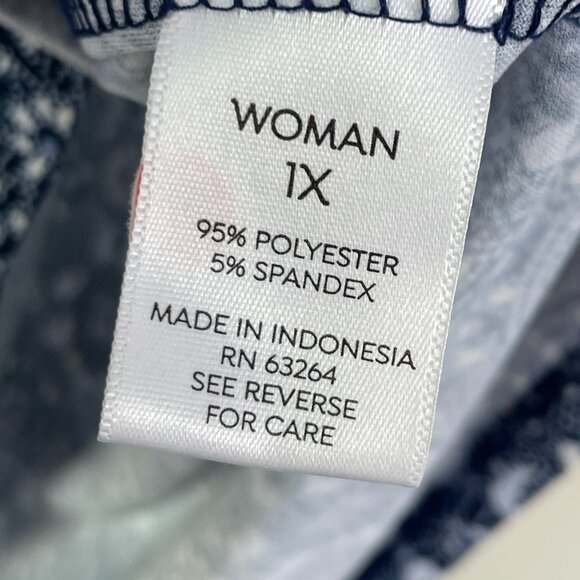 WOMAN
1X
95% POLYESTER
5% SPANDEX
MADE IN INDONESIA
RN 63264
SEE REVERSE
FOR CARE